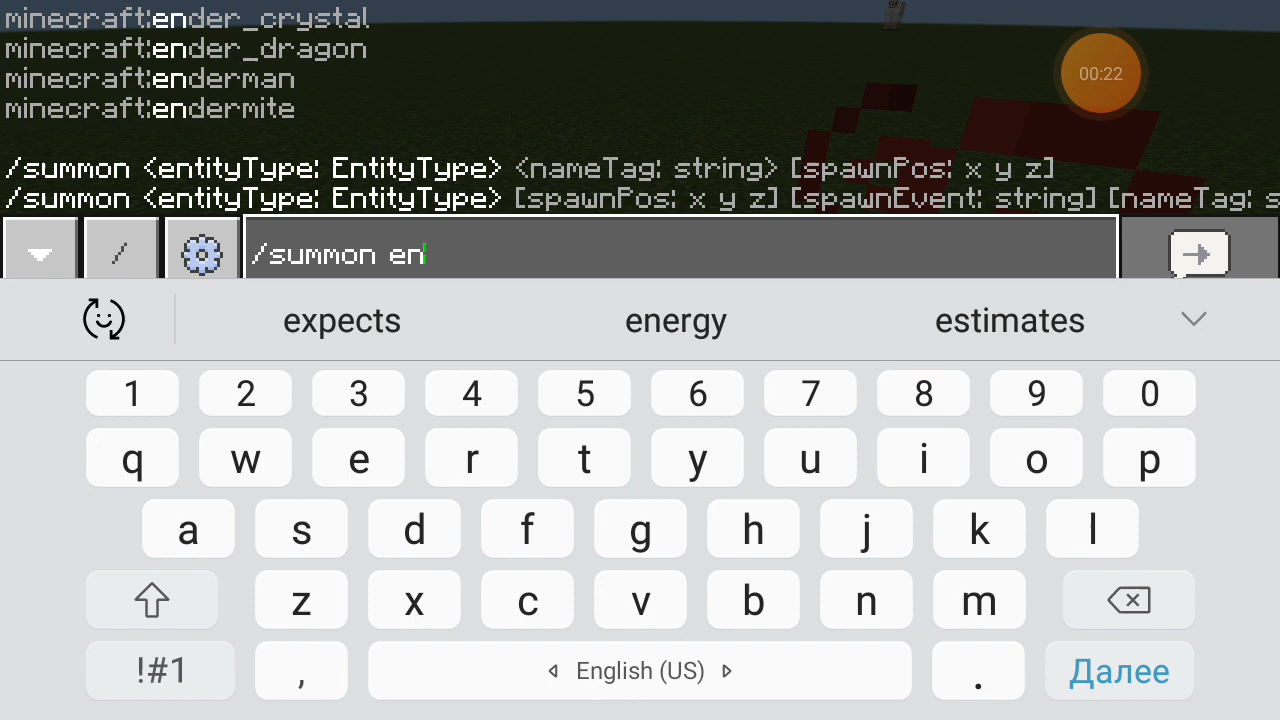 minecraft:ender_crystal
minecraft:ender_dragon
minecraft:enderman
minecraft:endermite
00:22
/summon <entityType: EntityType> <nameTag: string> [spawnPos: x y z]
/summon <entityType: EntityType> [spawnPos: x y z] [spawnEvent: string] [nameTag: s
/
/summon en
expects energy estimates
1 2 3 4 5 6 7 8 9 0
q w e r t y u i o p
a s d f g h j k l
z x c v b n m
!#1 , English (US) . Далее